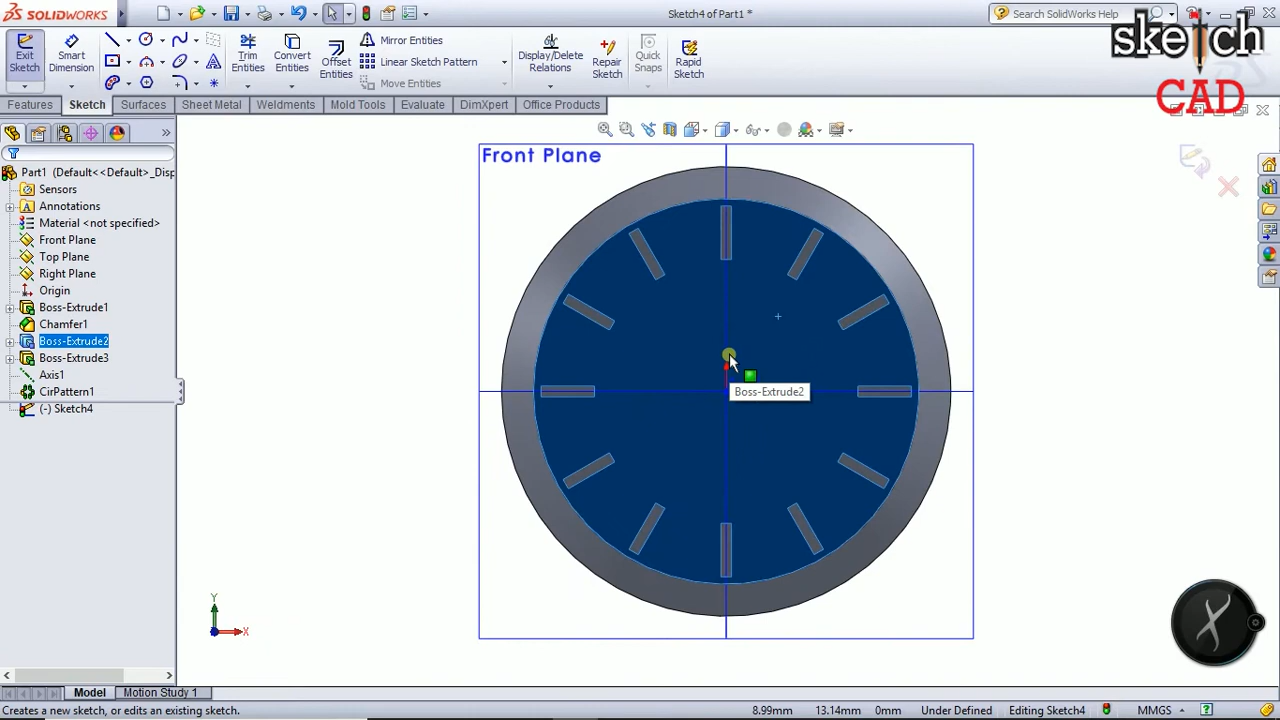 SOLIDWORKS
Sketch4 of Part1 *
Search SolidWorks Help
sketch
CAD
Exit Sketch
Smart Dimension
Trim Entities
Convert Entities
Offset Entities
Mirror Entities
Linear Sketch Pattern
Move Entities
Display/Delete Relations
Repair Sketch
Quick Snaps
Rapid Sketch
Features
Sketch
Surfaces
Sheet Metal
Weldments
Mold Tools
Evaluate
DimXpert
Office Products
Part1 (Default<<Default>_Disp
Sensors
Annotations
Material <not specified>
Front Plane
Top Plane
Right Plane
Origin
Boss-Extrude1
Chamfer1
Boss-Extrude2
Boss-Extrude3
Axis1
CirPattern1
(-) Sketch4
Front Plane
Boss-Extrude2
Y
X
Model
Motion Study 1
Creates a new sketch, or edits an existing sketch.
8.99mm
13.14mm
0mm
Under Defined
Editing Sketch4
MMGS